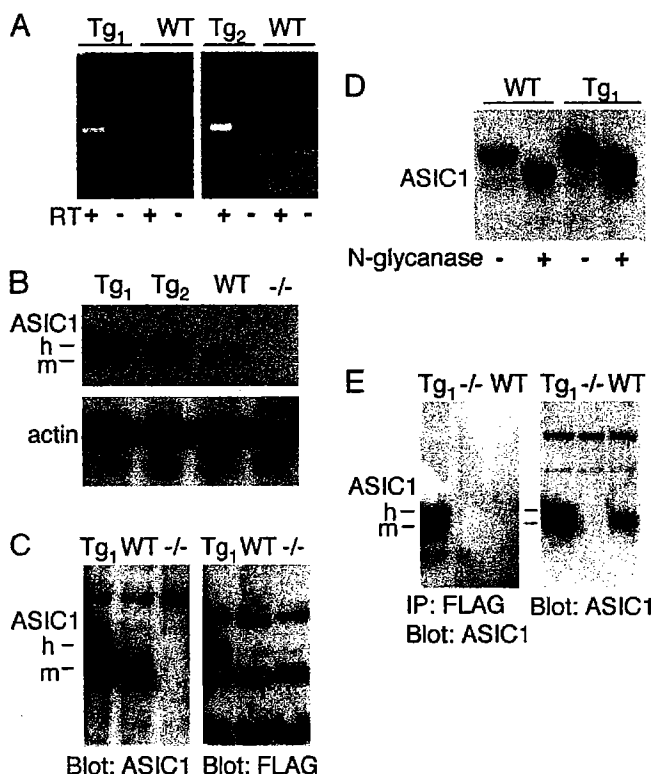 A
Tg1 WT Tg2 WT
RT + - + - + - + -
B
Tg1 Tg2 WT -/-
ASIC1
h
m
actin
C
Tg1 WT -/- Tg1 WT -/-
ASIC1
h
m
Blot: ASIC1 Blot: FLAG
D
WT Tg1
ASIC1
N-glycanase - + - +
E
Tg1 -/- WT Tg1 -/- WT
ASIC1
h
m
IP: FLAG Blot: ASIC1
Blot: ASIC1